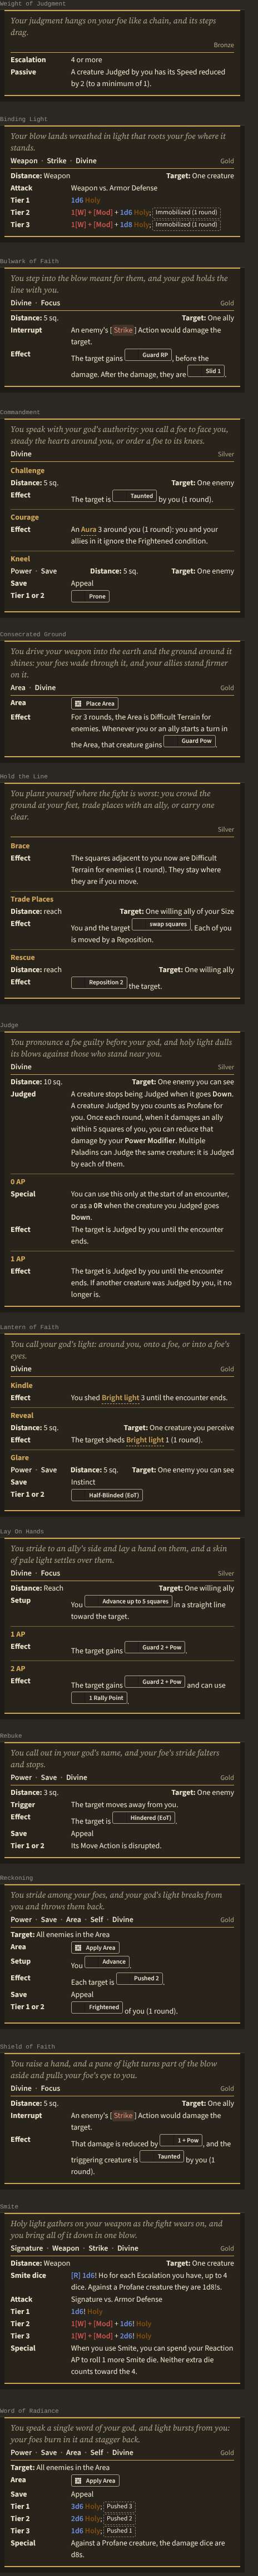 Weight of Judgment
Your judgment hangs on your foe like a chain, and its steps
drag.
Bronze
Escalation 4 or more
Passive A creature Judged by you has its Speed reduced
by 2 (to a minimum of 1).
Binding Light
Your blow lands wreathed in light that roots your foe where it
stands.
Weapon · Strike · Divine Gold
Distance: Weapon Target: One creature
Attack Weapon vs. Armor Defense
Tier 1 1d6 Holy
Tier 2 1[W] + [Mod] + 1d6 Holy; Immobilized (1 round)
Tier 3 1[W] + [Mod] + 1d8 Holy; Immobilized (1 round)
Bulwark of Faith
You step into the blow meant for them, and your god holds the
line with you.
Divine · Focus Gold
Distance: 5 sq. Target: One ally
Interrupt An enemy's [Strike] Action would damage the
target.
Effect The target gains Guard RP, before the
damage. After the damage, they are Slid 1.
Commandment
You speak with your god's authority: you call a foe to face you,
steady the hearts around you, or order a foe to its knees.
Divine Silver
Challenge
Distance: 5 sq. Target: One enemy
Effect The target is Taunted by you (1 round).
Courage
Effect An Aura 3 around you (1 round): you and your
allies in it ignore the Frightened condition.
Kneel
Power · Save Distance: 5 sq. Target: One enemy
Save Appeal
Tier 1 or 2 Prone
Consecrated Ground
You drive your weapon into the earth and the ground around it
shines: your foes wade through it, and your allies stand firmer
on it.
Area · Divine Gold
Area Place Area
Effect For 3 rounds, the Area is Difficult Terrain for
enemies. Whenever you or an ally starts a turn in
the Area, that creature gains Guard Pow.
Hold the Line
You plant yourself where the fight is worst: you crowd the
ground at your feet, trade places with an ally, or carry one
clear.
Silver
Brace
Effect The squares adjacent to you now are Difficult
Terrain for enemies (1 round). They stay where
they are if you move.
Trade Places
Distance: reach Target: One willing ally of your Size
Effect You and the target swap squares. Each of you
is moved by a Reposition.
Rescue
Distance: reach Target: One willing ally
Effect Reposition 2 the target.
Judge
You pronounce a foe guilty before your god, and holy light dulls
its blows against those who stand near you.
Divine Silver
Distance: 10 sq. Target: One enemy you can see
Judged A creature stops being Judged when it goes Down.
A creature Judged by you counts as Profane for
you. Once each round, when it damages an ally
within 5 squares of you, you can reduce that
damage by your Power Modifier. Multiple
Paladins can Judge the same creature: it is Judged
by each of them.
0 AP
Special You can use this only at the start of an encounter,
or as a 0R when the creature you Judged goes
Down.
Effect The target is Judged by you until the encounter
ends.
1 AP
Effect The target is Judged by you until the encounter
ends. If another creature was Judged by you, it no
longer is.
Lantern of Faith
You call your god's light: around you, onto a foe, or into a foe's
eyes.
Divine Gold
Kindle
Effect You shed Bright light 3 until the encounter ends.
Reveal
Distance: 5 sq. Target: One creature you perceive
Effect The target sheds Bright light 1 (1 round).
Glare
Power · Save Distance: 5 sq. Target: One enemy you can see
Save Instinct
Tier 1 or 2 Half-Blinded (EoT)
Lay On Hands
You stride to an ally's side and lay a hand on them, and a skin
of pale light settles over them.
Divine · Focus Silver
Distance: Reach Target: One willing ally
Setup You Advance up to 5 squares in a straight line
toward the target.
1 AP
Effect The target gains Guard 2 + Pow.
2 AP
Effect The target gains Guard 2 + Pow and can use
1 Rally Point.
Rebuke
You call out in your god's name, and your foe's stride falters
and stops.
Power · Save · Divine Gold
Distance: 3 sq. Target: One enemy
Trigger The target moves away from you.
Effect The target is Hindered (EoT).
Save Appeal
Tier 1 or 2 Its Move Action is disrupted.
Reckoning
You stride among your foes, and your god's light breaks from
you and throws them back.
Power · Save · Area · Self · Divine Gold
Target: All enemies in the Area
Area Apply Area
Setup You Advance.
Effect Each target is Pushed 2.
Save Appeal
Tier 1 or 2 Frightened of you (1 round).
Shield of Faith
You raise a hand, and a pane of light turns part of the blow
aside and pulls your foe's eye to you.
Divine · Focus Gold
Distance: 5 sq. Target: One ally
Interrupt An enemy's [Strike] Action would damage the
target.
Effect That damage is reduced by 1 + Pow, and the
triggering creature is Taunted by you (1
round).
Smite
Holy light gathers on your weapon as the fight wears on, and
you bring all of it down in one blow.
Signature · Weapon · Strike · Divine Gold
Distance: Weapon Target: One creature
Smite dice [R] 1d6! Ho for each Escalation you have, up to 4
dice. Against a Profane creature they are 1d8!s.
Attack Signature vs. Armor Defense
Tier 1 1d6! Holy
Tier 2 1[W] + [Mod] + 1d6! Holy
Tier 3 1[W] + [Mod] + 2d6! Holy
Special When you use Smite, you can spend your Reaction
AP to roll 1 more Smite die. Neither extra die
counts toward the 4.
Word of Radiance
You speak a single word of your god, and light bursts from you:
your foes burn in it and stagger back.
Power · Save · Area · Self · Divine Gold
Target: All enemies in the Area
Area Apply Area
Save Appeal
Tier 1 3d6 Holy; Pushed 3
Tier 2 2d6 Holy; Pushed 2
Tier 3 1d6 Holy; Pushed 1
Special Against a Profane creature, the damage dice are
d8s.